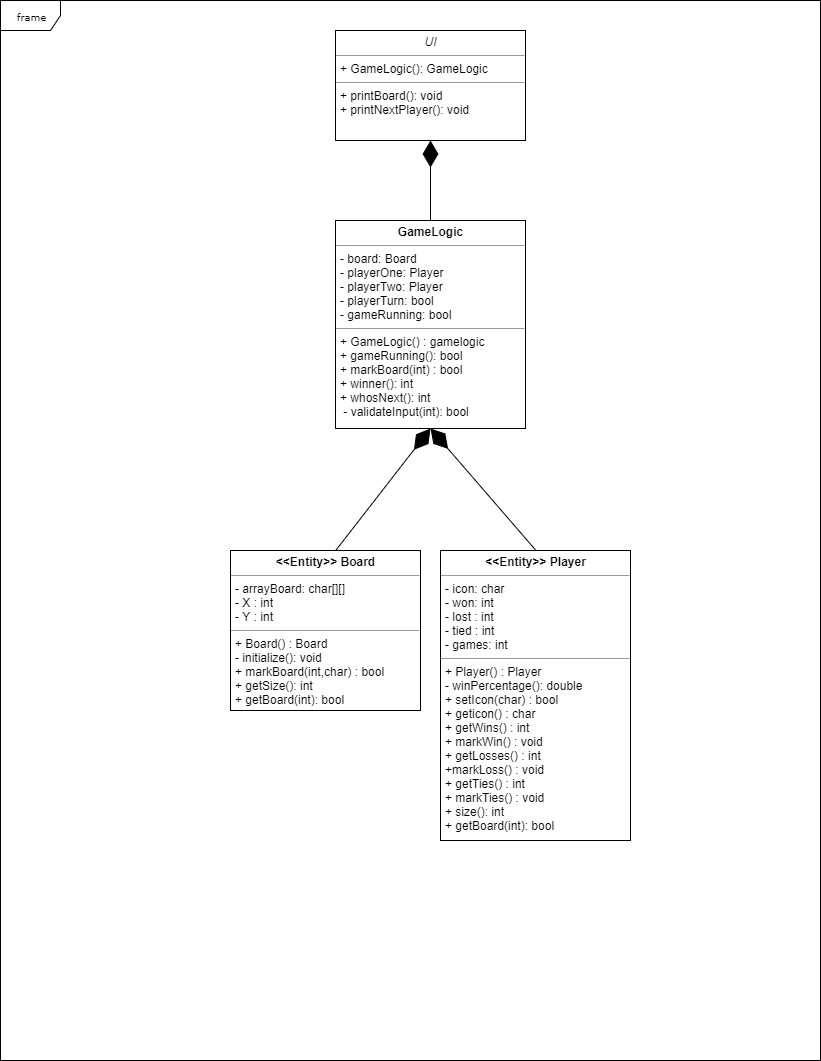 frame
UI
+ GameLogic(): GameLogic
+ printBoard(): void
+ printNextPlayer(): void
GameLogic
- board: Board
- playerOne: Player
- playerTwo: Player
- playerTurn: bool
- gameRunning: bool
+ GameLogic() : gamelogic
+ gameRunning(): bool
+ markBoard(int) : bool
+ winner(): int
+ whosNext(): int
- validateInput(int): bool
<<Entity>> Board
- arrayBoard: char[][]
- X : int
- Y : int
+ Board() : Board
- initialize(): void
+ markBoard(int,char) : bool
+ getSize(): int
+ getBoard(int): bool
<<Entity>> Player
- icon: char
- won: int
- lost : int
- tied : int
- games: int
+ Player() : Player
- winPercentage(): double
+ setIcon(char) : bool
+ geticon() : char
+ getWins() : int
+ markWin() : void
+ getLosses() : int
+markLoss() : void
+ getTies() : int
+ markTies() : void
+ size(): int
+ getBoard(int): bool